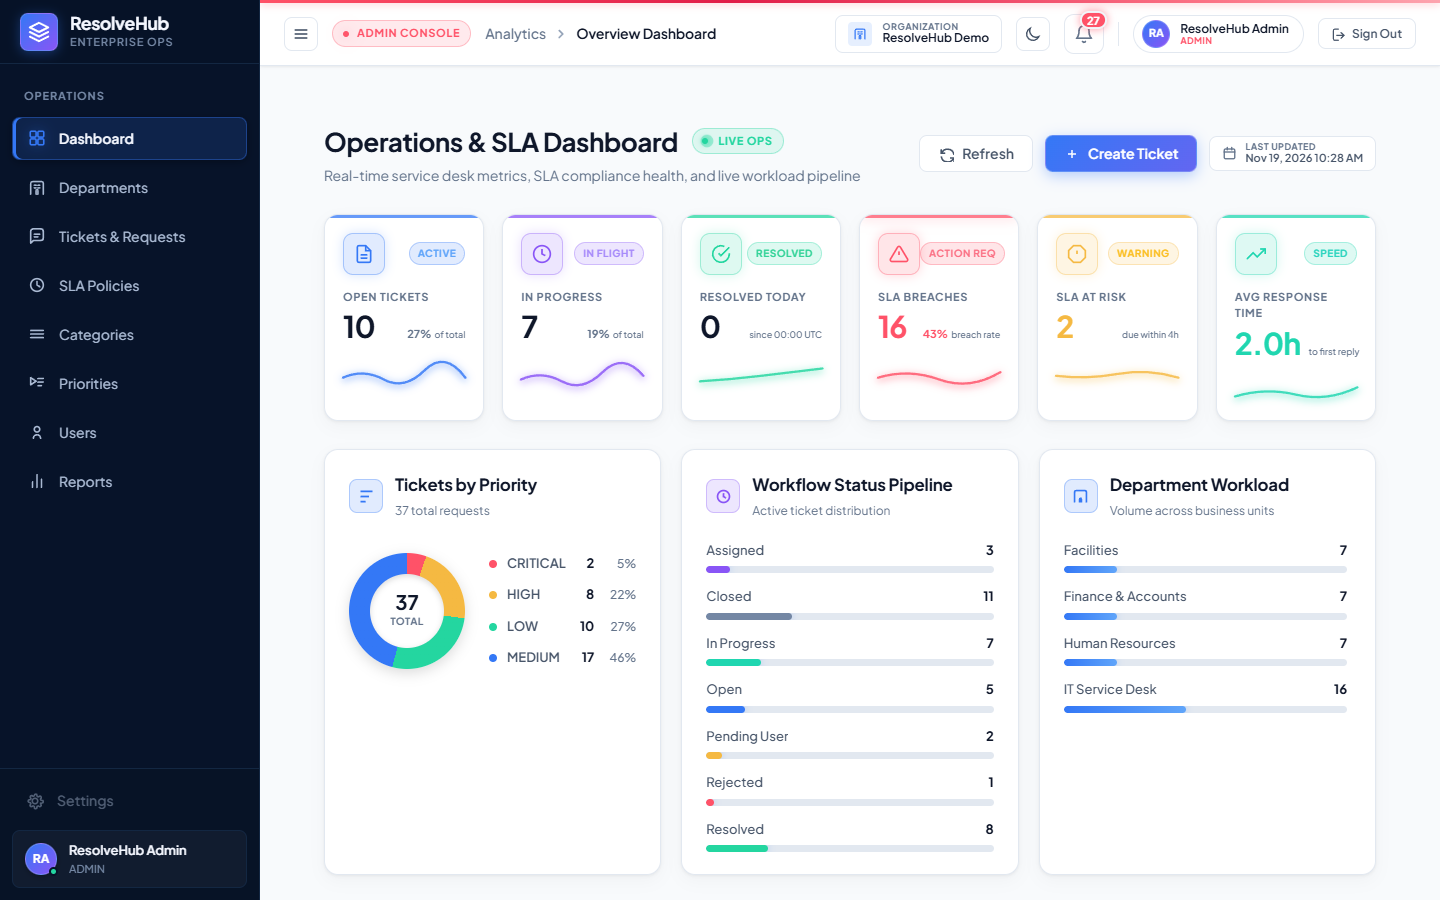 ResolveHub
ENTERPRISE OPS
OPERATIONS
Dashboard
Departments
Tickets & Requests
SLA Policies
Categories
Priorities
Users
Reports
Settings
RA
ResolveHub Admin
ADMIN
ADMIN CONSOLE
Analytics
Overview Dashboard
ORGANIZATION
ResolveHub Demo
27
RA
ResolveHub Admin
ADMIN
Sign Out
Operations & SLA Dashboard
LIVE OPS
Real-time service desk metrics, SLA compliance health, and live workload pipeline
Refresh
+ Create Ticket
LAST UPDATED
Nov 19, 2026 10:28 AM
ACTIVE
OPEN TICKETS
10
27% of total
IN FLIGHT
IN PROGRESS
7
19% of total
RESOLVED
RESOLVED TODAY
0
since 00:00 UTC
ACTION REQ
SLA BREACHES
16
43% breach rate
WARNING
SLA AT RISK
2
due within 4h
SPEED
AVG RESPONSE
TIME
2.0h
to first reply
Tickets by Priority
37 total requests
37
TOTAL
CRITICAL 2 5%
HIGH 8 22%
LOW 10 27%
MEDIUM 17 46%
Workflow Status Pipeline
Active ticket distribution
Assigned 3
Closed 11
In Progress 7
Open 5
Pending User 2
Rejected 1
Resolved 8
Department Workload
Volume across business units
Facilities 7
Finance & Accounts 7
Human Resources 7
IT Service Desk 16